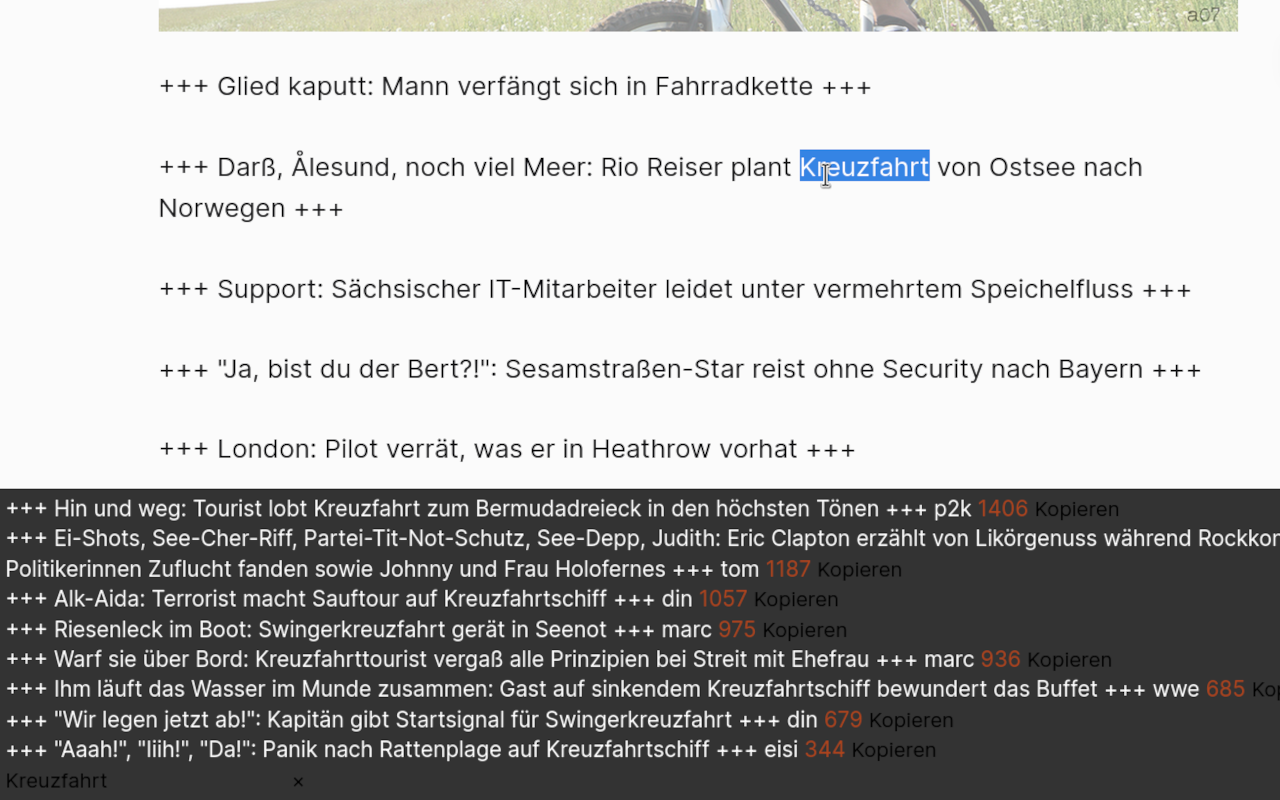 a07
+++ Glied kaputt: Mann verfängt sich in Fahrradkette +++
+++ Darß, Ålesund, noch viel Meer: Rio Reiser plant Kreuzfahrt von Ostsee nach
Norwegen +++
+++ Support: Sächsischer IT-Mitarbeiter leidet unter vermehrtem Speichelfluss +++
+++ "Ja, bist du der Bert?!": Sesamstraßen-Star reist ohne Security nach Bayern +++
+++ London: Pilot verrät, was er in Heathrow vorhat +++
+++ Hin und weg: Tourist lobt Kreuzfahrt zum Bermudadreieck in den höchsten Tönen +++ p2k 1406 Kopieren
+++ Ei-Shots, See-Cher-Riff, Partei-Tit-Not-Schutz, See-Depp, Judith: Eric Clapton erzählt von Likörgenuss während
Politikerinnen Zuflucht fanden sowie Johnny und Frau Holofernes +++ tom 1187 Kopieren
+++ Alk-Aida: Terrorist macht Sauftour auf Kreuzfahrtschiff +++ din 1057 Kopieren
+++ Riesenleck im Boot: Swingerkreuzfahrt gerät in Seenot +++ marc 975 Kopieren
+++ Warf sie über Bord: Kreuzfahrttourist vergaß alle Prinzipien bei Streit mit Ehefrau +++ marc 936 Kopieren
+++ Ihm läuft das Wasser im Munde zusammen: Gast auf sinkendem Kreuzfahrtschiff bewundert das Buffet +++ wwe 685
+++ "Wir legen jetzt ab!": Kapitän gibt Startsignal für Swingerkreuzfahrt +++ din 679 Kopieren
+++ "Aaah!", "Iiih!", "Da!": Panik nach Rattenplage auf Kreuzfahrtschiff +++ eisi 344 Kopieren
Kreuzfahrt ×